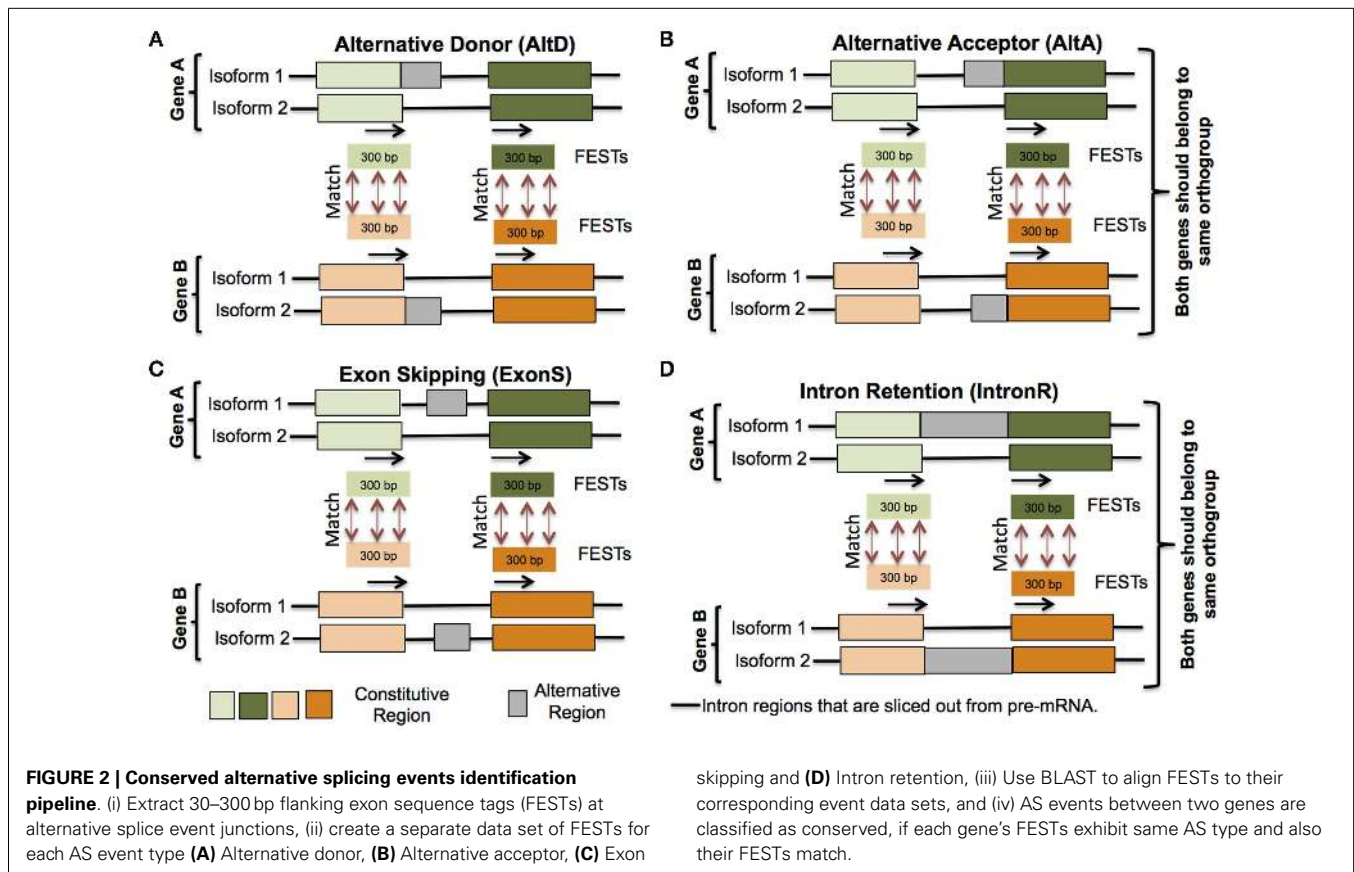 A
Alternative Donor (AltD)
Gene A
Isoform 1
Isoform 2
300 bp
300 bp
FESTs
Match
Match
300 bp
300 bp
FESTs
Gene B
Isoform 1
Isoform 2
B
Alternative Acceptor (AltA)
Gene A
Isoform 1
Isoform 2
300 bp
300 bp
FESTs
Match
Match
300 bp
300 bp
FESTs
Gene B
Isoform 1
Isoform 2
Both genes should belong to
same orthogroup
C
Exon Skipping (ExonS)
Gene A
Isoform 1
Isoform 2
300 bp
300 bp
FESTs
Match
Match
300 bp
300 bp
FESTs
Gene B
Isoform 1
Isoform 2
D
Intron Retention (IntronR)
Gene A
Isoform 1
Isoform 2
300 bp
300 bp
FESTs
Match
Match
300 bp
300 bp
FESTs
Gene B
Isoform 1
Isoform 2
Both genes should belong to
same orthogroup
Constitutive
Region
Alternative
Region
Intron regions that are sliced out from pre-mRNA.
FIGURE 2 | Conserved alternative splicing events identification
pipeline. (i) Extract 30–300 bp flanking exon sequence tags (FESTs) at
alternative splice event junctions, (ii) create a separate data set of FESTs for
each AS event type (A) Alternative donor, (B) Alternative acceptor, (C) Exon
skipping and (D) Intron retention, (iii) Use BLAST to align FESTs to their
corresponding event data sets, and (iv) AS events between two genes are
classified as conserved, if each gene's FESTs exhibit same AS type and also
their FESTs match.